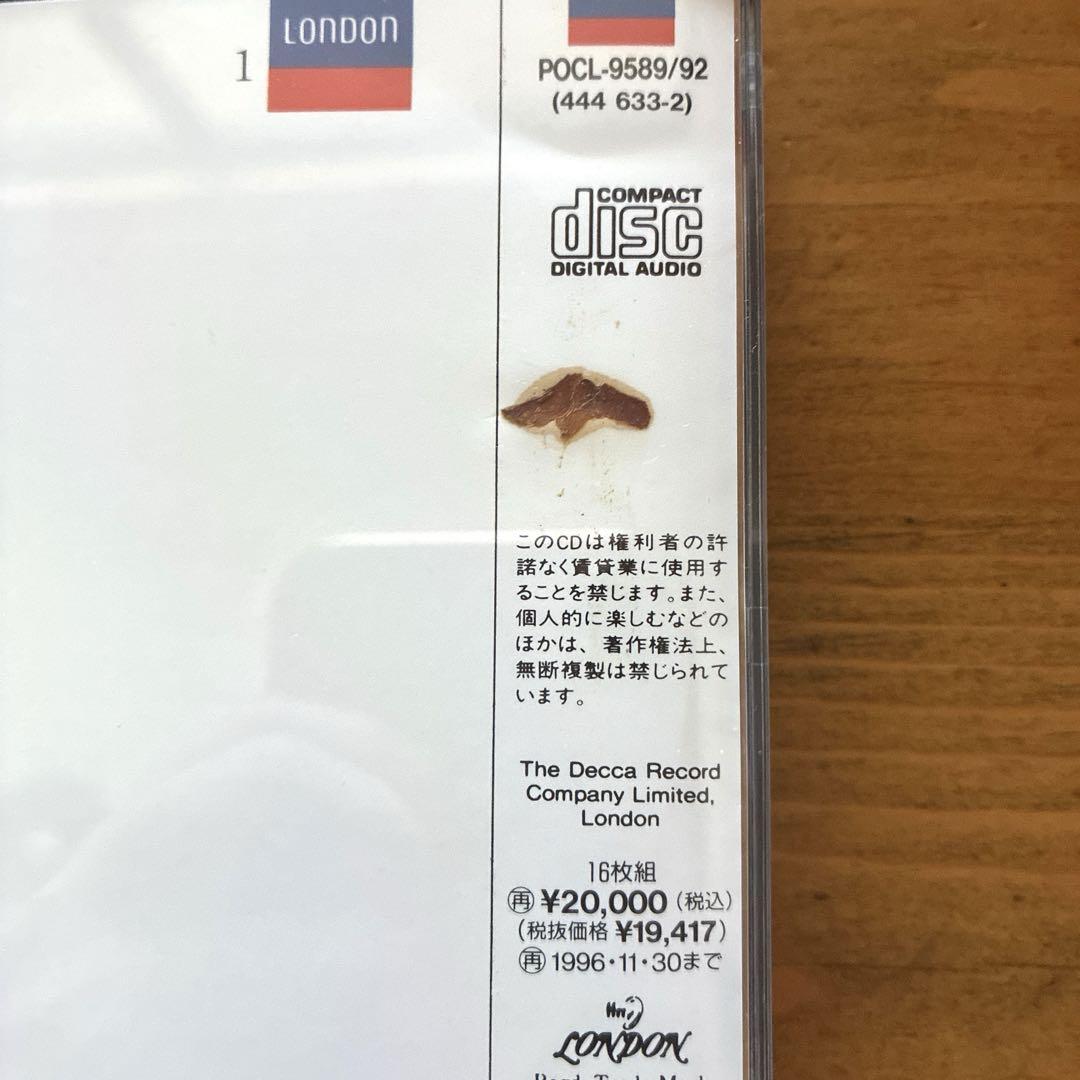 LONDON
1
POCL-9589/92
(444 633-2)
COMPACT
disc
DIGITAL AUDIO
このCDは権利者の許
諾なく賃貸業に使用す
ることを禁じます。また、
個人的に楽しむなどの
ほかは、著作権法上、
無断複製は禁じられて
います。
The Decca Record
Company Limited,
London
16枚組
再 ¥20,000 (税込)
(税抜価格 ¥19,417)
再 1996・11・30まで
LONDON